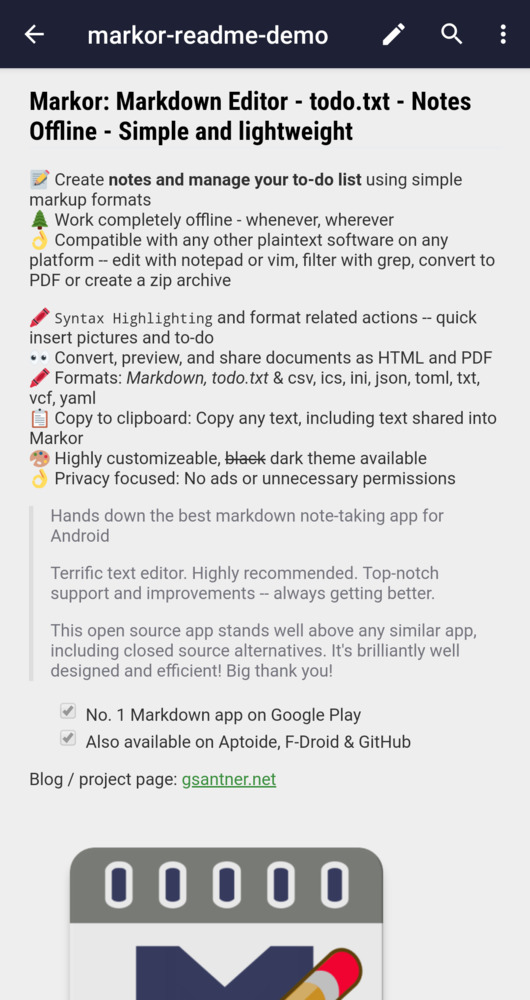 markor-readme-demo
Markor: Markdown Editor - todo.txt - Notes
Offline - Simple and lightweight
📝 Create notes and manage your to-do list using simple
markup formats
🌲 Work completely offline - whenever, wherever
👌 Compatible with any other plaintext software on any
platform -- edit with notepad or vim, filter with grep, convert to
PDF or create a zip archive
🖍 Syntax Highlighting and format related actions -- quick
insert pictures and to-do
👀 Convert, preview, and share documents as HTML and PDF
🖍 Formats: Markdown, todo.txt & csv, ics, ini, json, toml, txt,
vcf, yaml
📋 Copy to clipboard: Copy any text, including text shared into
Markor
🎨 Highly customizeable, black dark theme available
👌 Privacy focused: No ads or unnecessary permissions
Hands down the best markdown note-taking app for
Android
Terrific text editor. Highly recommended. Top-notch
support and improvements -- always getting better.
This open source app stands well above any similar app,
including closed source alternatives. It's brilliantly well
designed and efficient! Big thank you!
No. 1 Markdown app on Google Play
Also available on Aptoide, F-Droid & GitHub
Blog / project page: gsantner.net